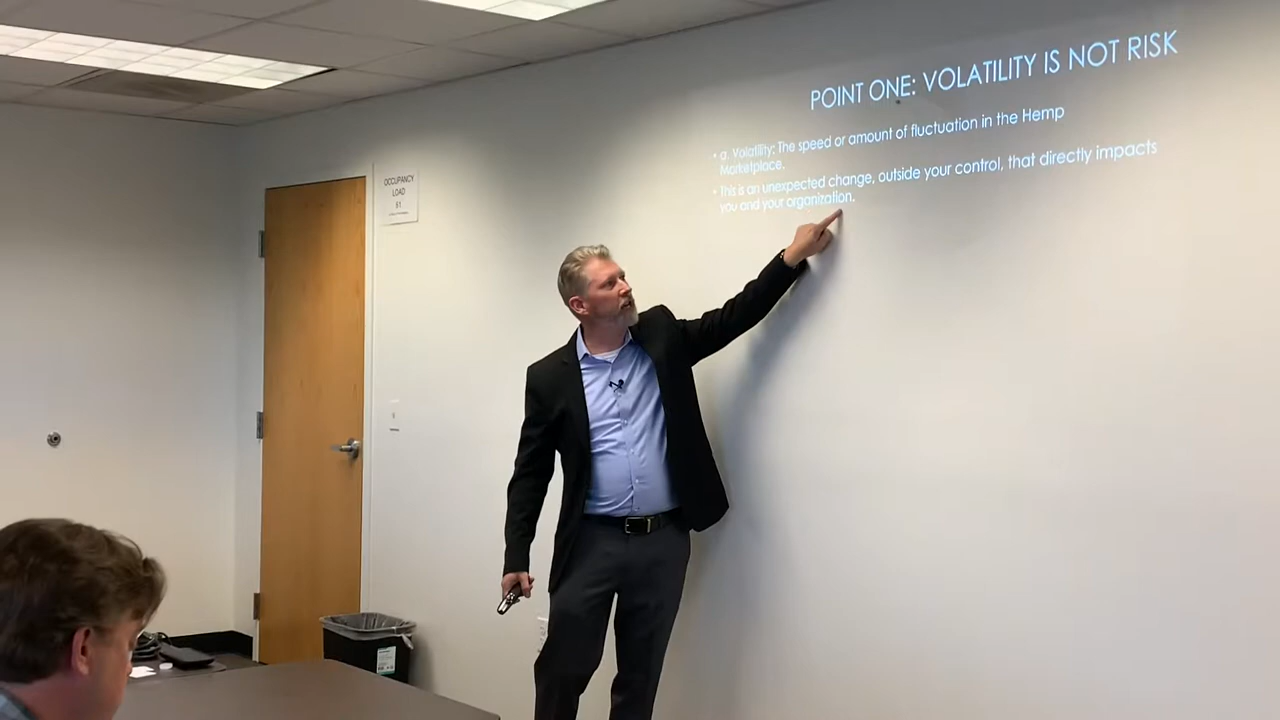 POINT ONE: VOLATILITY IS NOT RISK
• a. Volatility: The speed or amount of fluctuation in the Hemp
Marketplace.
• This is an unexpected change, outside your control, that directly impacts
you and your organization.
OCCUPANCY
LOAD
51